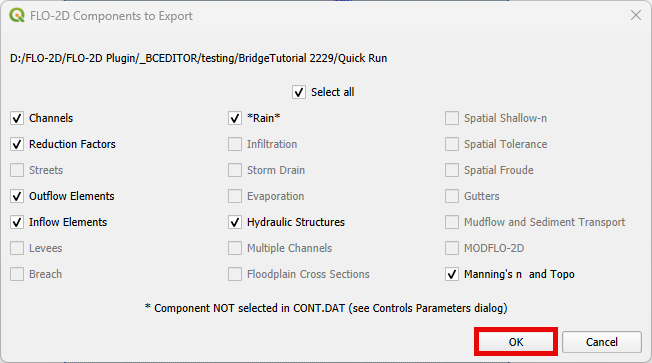 FLO-2D Components to Export
D:/FLO-2D/FLO-2D Plugin/_BCEDITOR/testing/BridgeTutorial 2229/Quick Run
Select all
Channels
Reduction Factors
Streets
Outflow Elements
Inflow Elements
Levees
Breach
*Rain*
Infiltration
Storm Drain
Evaporation
Hydraulic Structures
Multiple Channels
Floodplain Cross Sections
Spatial Shallow-n
Spatial Tolerance
Spatial Froude
Gutters
Mudflow and Sediment Transport
MODFLO-2D
Manning's n and Topo
* Component NOT selected in CONT.DAT (see Controls Parameters dialog)
OK
Cancel